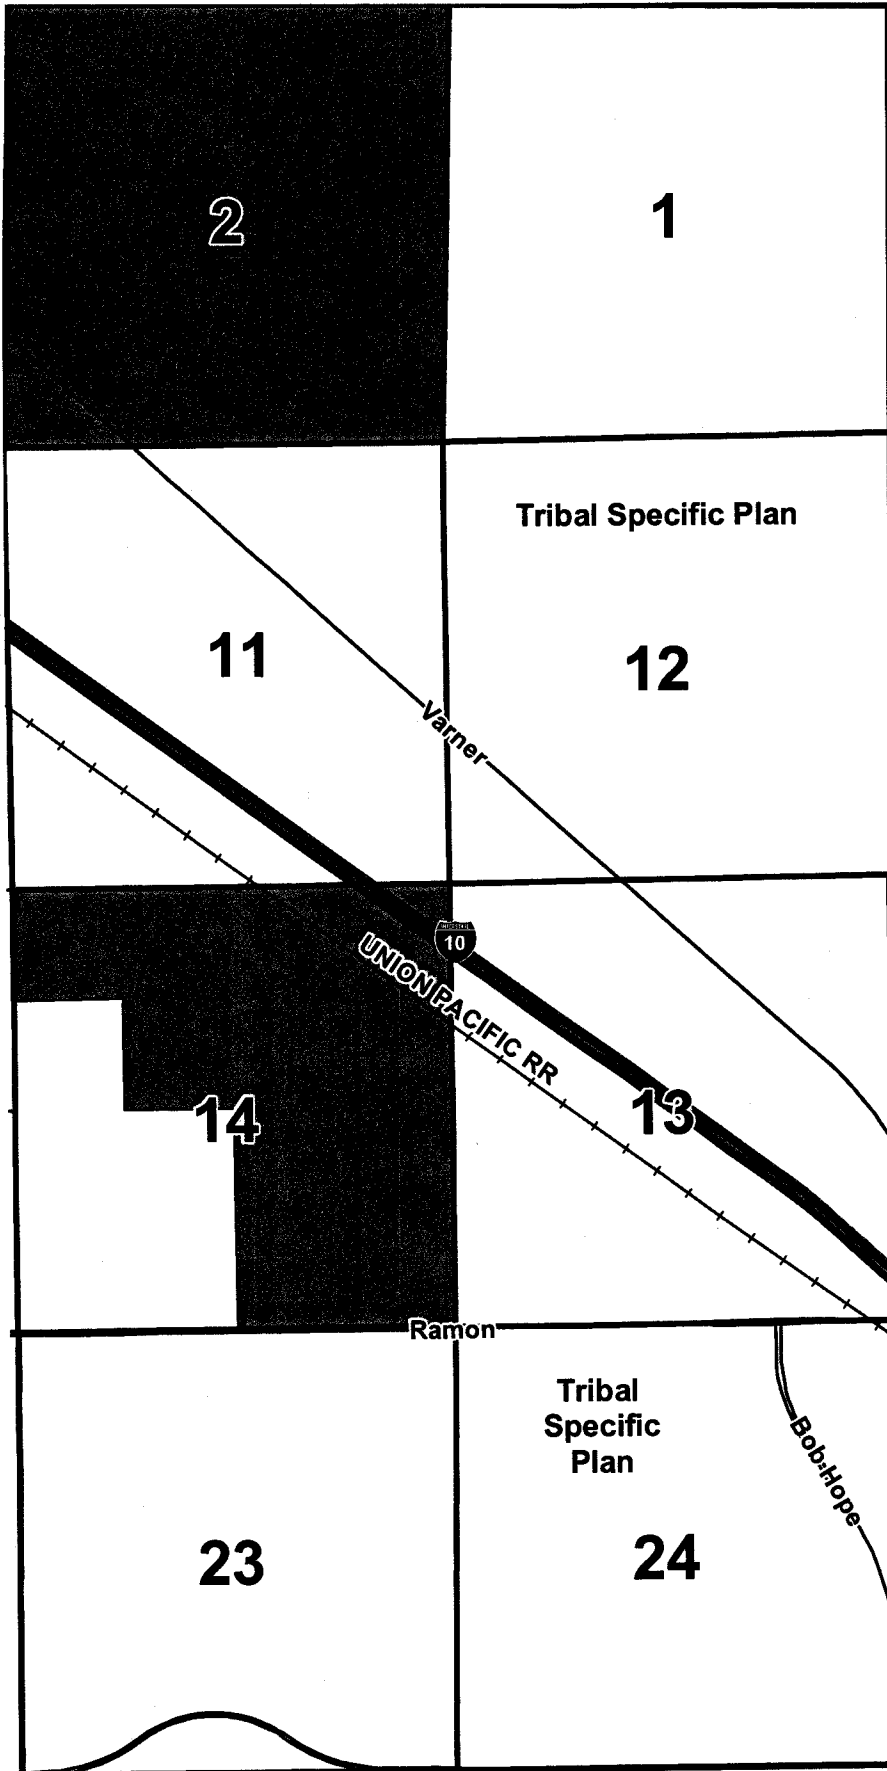 2
1
Tribal Specific Plan
11
12
Varner
INTERSTATE
10
UNION PACIFIC RR
14
13
Ramon
Tribal
Specific
Plan
Bob Hope
23
24